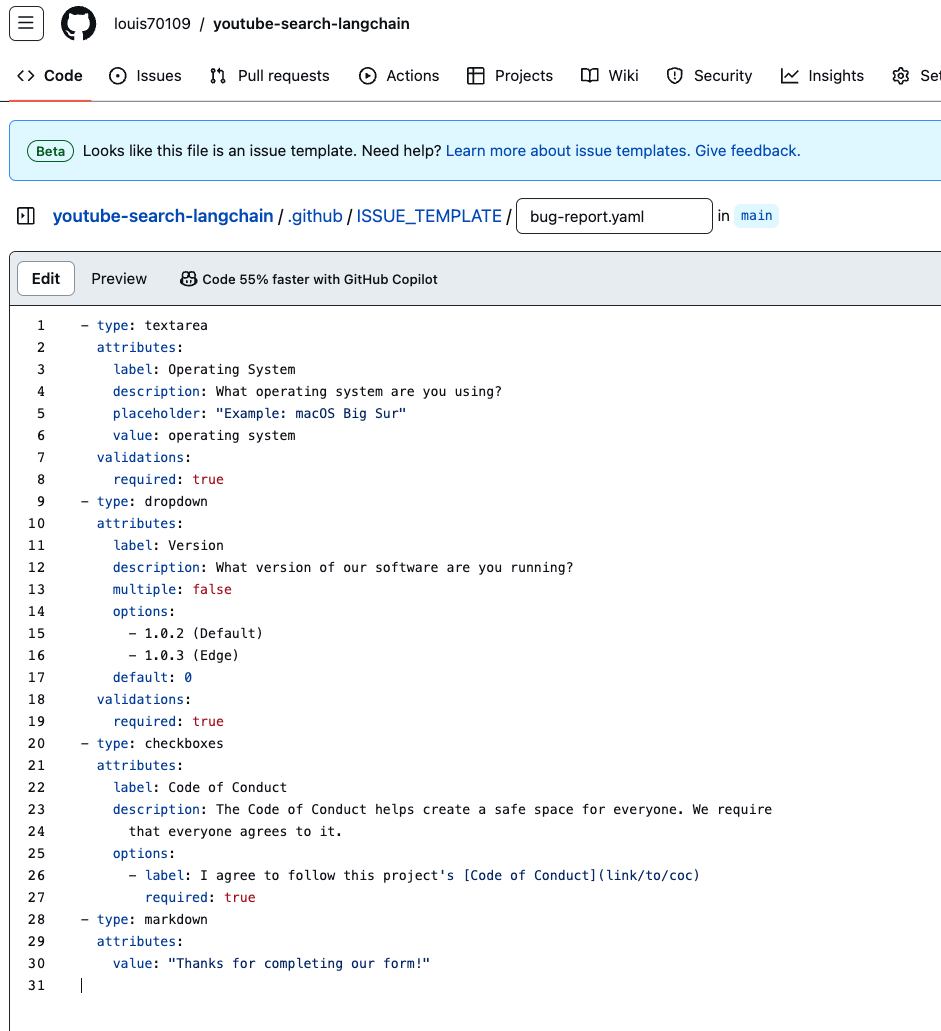 louis70109 / youtube-search-langchain
Code Issues Pull requests Actions Projects Wiki Security Insights
Beta Looks like this file is an issue template. Need help? Learn more about issue templates. Give feedback.
youtube-search-langchain / .github / ISSUE_TEMPLATE / bug-report.yaml in main
Edit Preview Code 55% faster with GitHub Copilot
1 - type: textarea
2 attributes:
3 label: Operating System
4 description: What operating system are you using?
5 placeholder: "Example: macOS Big Sur"
6 value: operating system
7 validations:
8 required: true
9 - type: dropdown
10 attributes:
11 label: Version
12 description: What version of our software are you running?
13 multiple: false
14 options:
15 - 1.0.2 (Default)
16 - 1.0.3 (Edge)
17 default: 0
18 validations:
19 required: true
20 - type: checkboxes
21 attributes:
22 label: Code of Conduct
23 description: The Code of Conduct helps create a safe space for everyone. We require
24 that everyone agrees to it.
25 options:
26 - label: I agree to follow this project's [Code of Conduct](link/to/coc)
27 required: true
28 - type: markdown
29 attributes:
30 value: "Thanks for completing our form!"
31